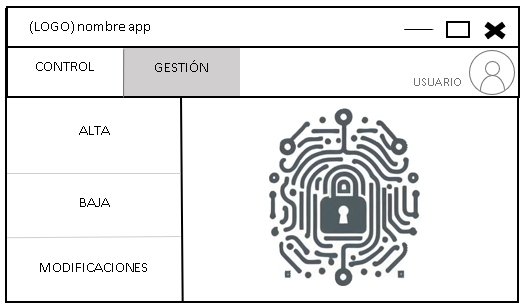 (LOGO) nombre app
CONTROL
GESTIÓN
USUARIO
ALTA
BAJA
MODIFICACIONES